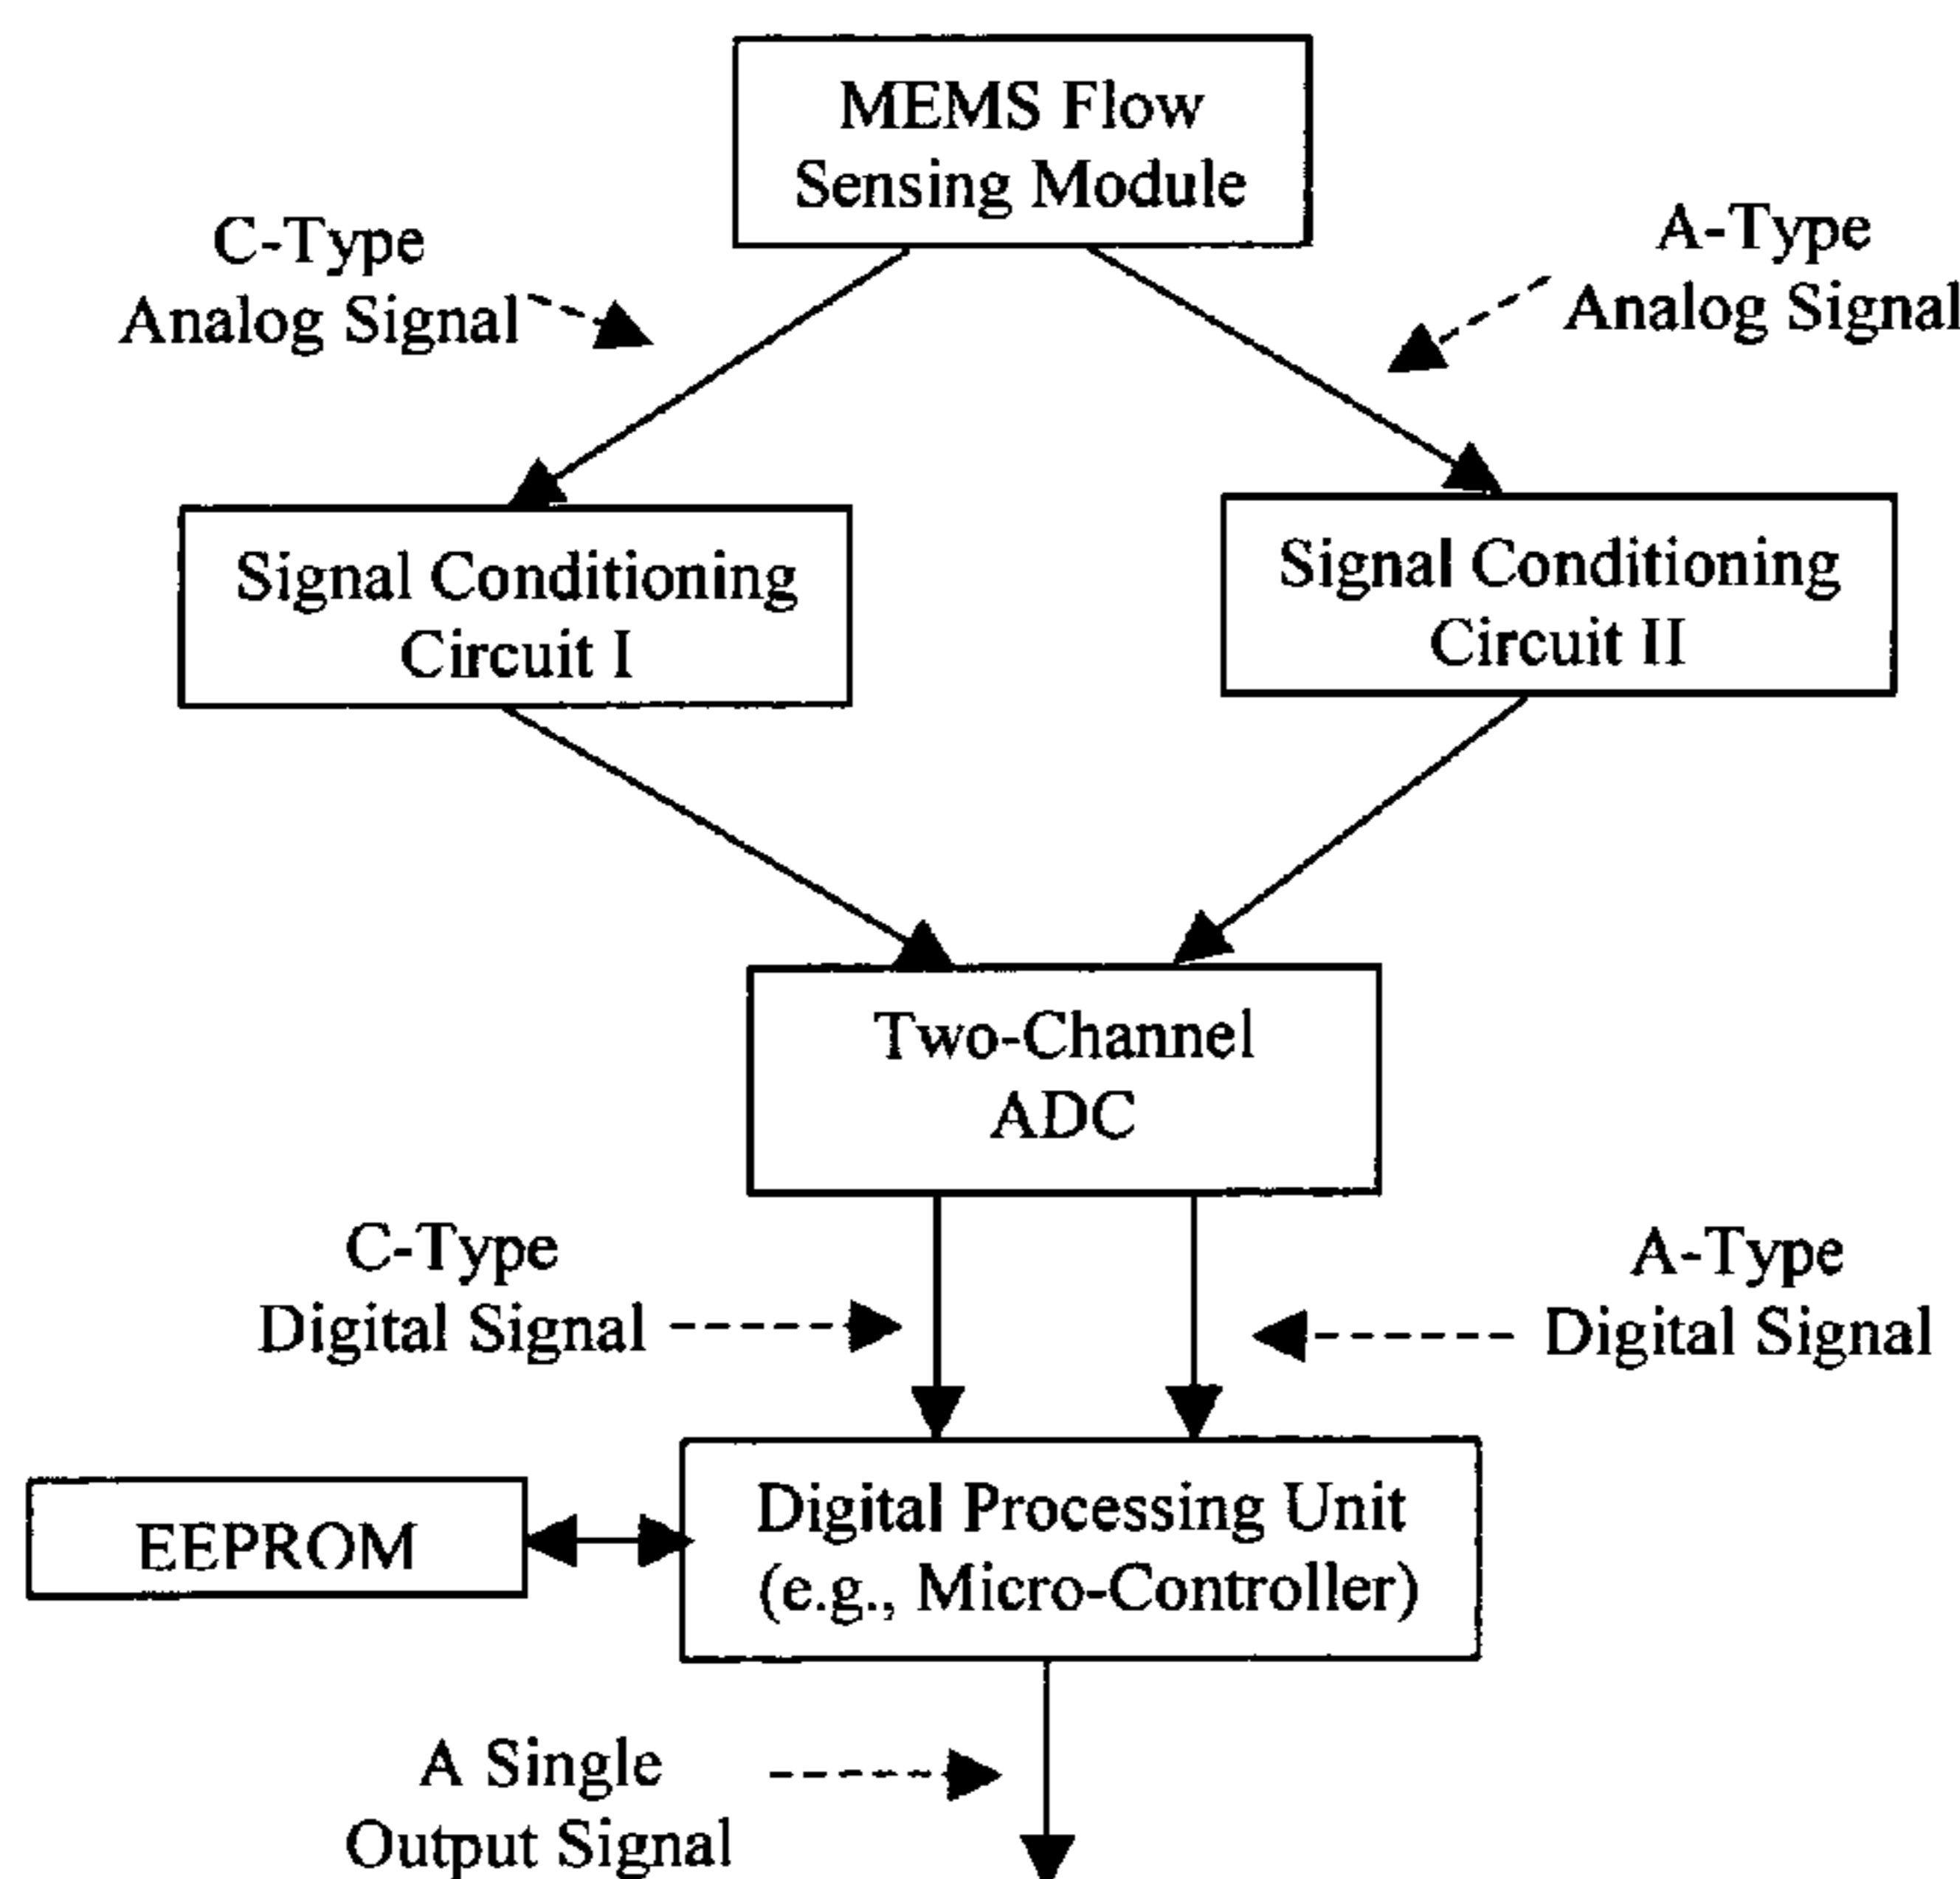 MEMS Flow
Sensing Module
C-Type
Analog Signal
A-Type
Analog Signal
Signal Conditioning
Circuit I
Signal Conditioning
Circuit II
Two-Channel
ADC
C-Type
Digital Signal
A-Type
Digital Signal
EEPROM
Digital Processing Unit
(e.g., Micro-Controller)
A Single
Output Signal